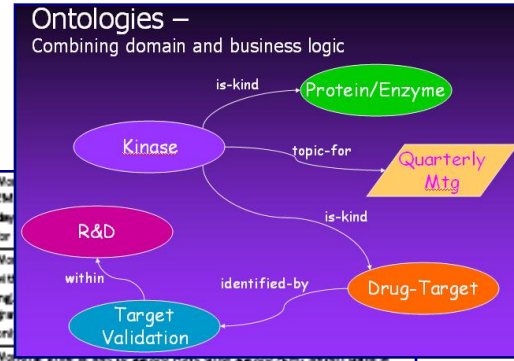 Ontologies –
Combining domain and business logic
is-kind
Protein/Enzyme
Kinase
topic-for
Quarterly
Mtg
is-kind
R&D
within
identified-by
Drug-Target
Target
Validation